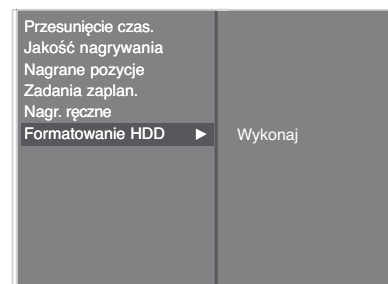 Przesunięcie czas.
Jakość nagrywania
Nagrane pozycje
Zadania zaplan.
Nagr. ręczne
Formatowanie HDD ▶ Wykonaj